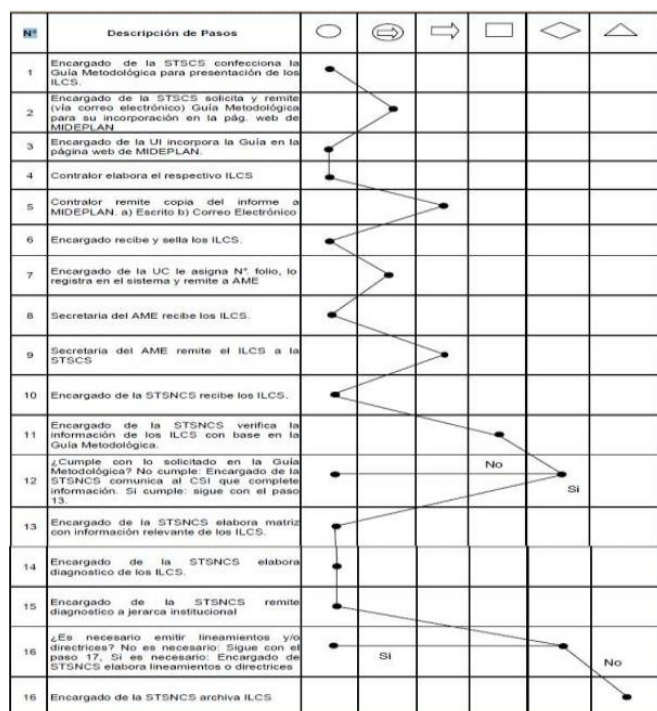 N° Descripción de Pasos
1 Encargado de la STSCS confecciona la
Guía Metodológica para presentación de los
ILCS.
2 Encargado de la STSCS solicita y remite
(vía correo electrónico) Guía Metodológica
para su incorporación en la pág. web de
MIDEPLAN
3 Encargado de la UI incorpora la Guía en la
página web de MIDEPLAN.
4 Contralor elabora el respectivo ILCS
5 Contralor remite copia del informe a
MIDEPLAN. a) Escrito b) Correo Electrónico
6 Encargado recibe y sella los ILCS.
7 Encargado de la UC le asigna N°. folio, lo
registra en el sistema y remite a AME
8 Secretaria del AME recibe los ILCS.
9 Secretaria del AME remite el ILCS a la
STSCS
10 Encargado de la STSNCS recibe los ILCS.
11 Encargado de la STSNCS verifica la
información de los ILCS con base en la
Guía Metodológica.
12 ¿Cumple con lo solicitado en la Guía
Metodológica? No cumple: Encargado de la
STSNCS comunica al CSI que complete
información. Si cumple: sigue con el paso
13.
No
Si
13 Encargado de la STSNCS elabora matriz
con información relevante de los ILCS.
14 Encargado de la STSNCS elabora
diagnostico de los ILCS.
15 Encargado de la STSNCS remite
diagnostico a jerarca institucional
16 ¿Es necesario emitir lineamientos y/o
directrices? No es necesario: Sigue con el
paso 17, Si es necesario: Encargado de
STSNCS elabora lineamientos o directrices
Si
No
16 Encargado de la STSNCS archiva ILCS